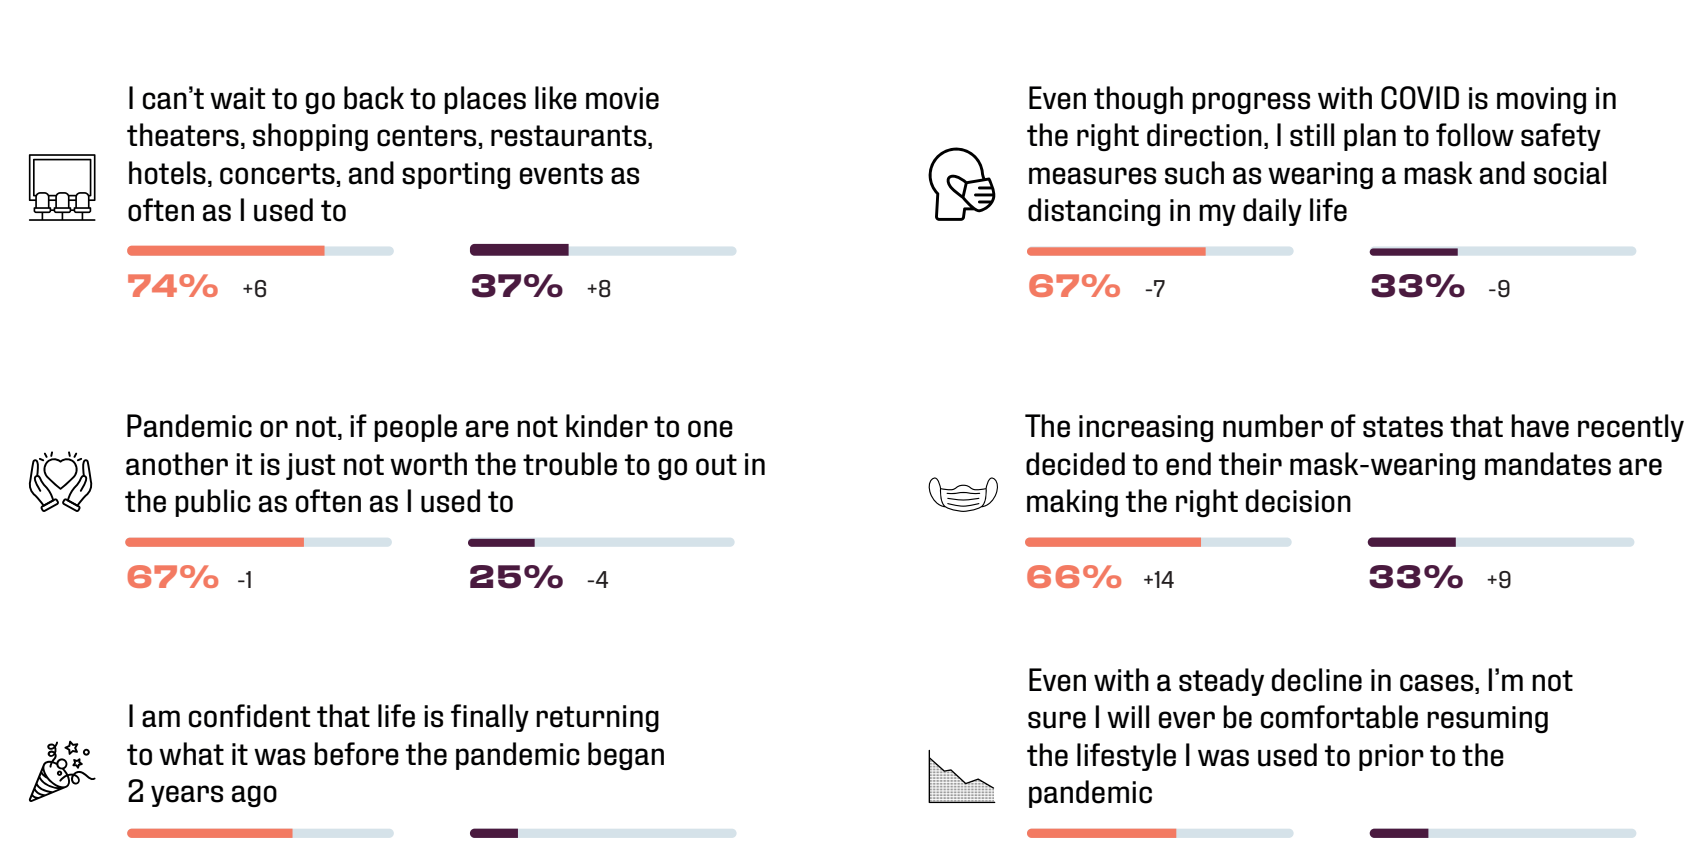 I can't wait to go back to places like movie
theaters, shopping centers, restaurants,
hotels, concerts, and sporting events as
often as I used to
74% +6 37% +8
Even though progress with COVID is moving in
the right direction, I still plan to follow safety
measures such as wearing a mask and social
distancing in my daily life
67% -7 33% -9
Pandemic or not, if people are not kinder to one
another it is just not worth the trouble to go out in
the public as often as I used to
67% -1 25% -4
The increasing number of states that have recently
decided to end their mask-wearing mandates are
making the right decision
66% +14 33% +9
I am confident that life is finally returning
to what it was before the pandemic began
2 years ago
Even with a steady decline in cases, I'm not
sure I will ever be comfortable resuming
the lifestyle I was used to prior to the
pandemic